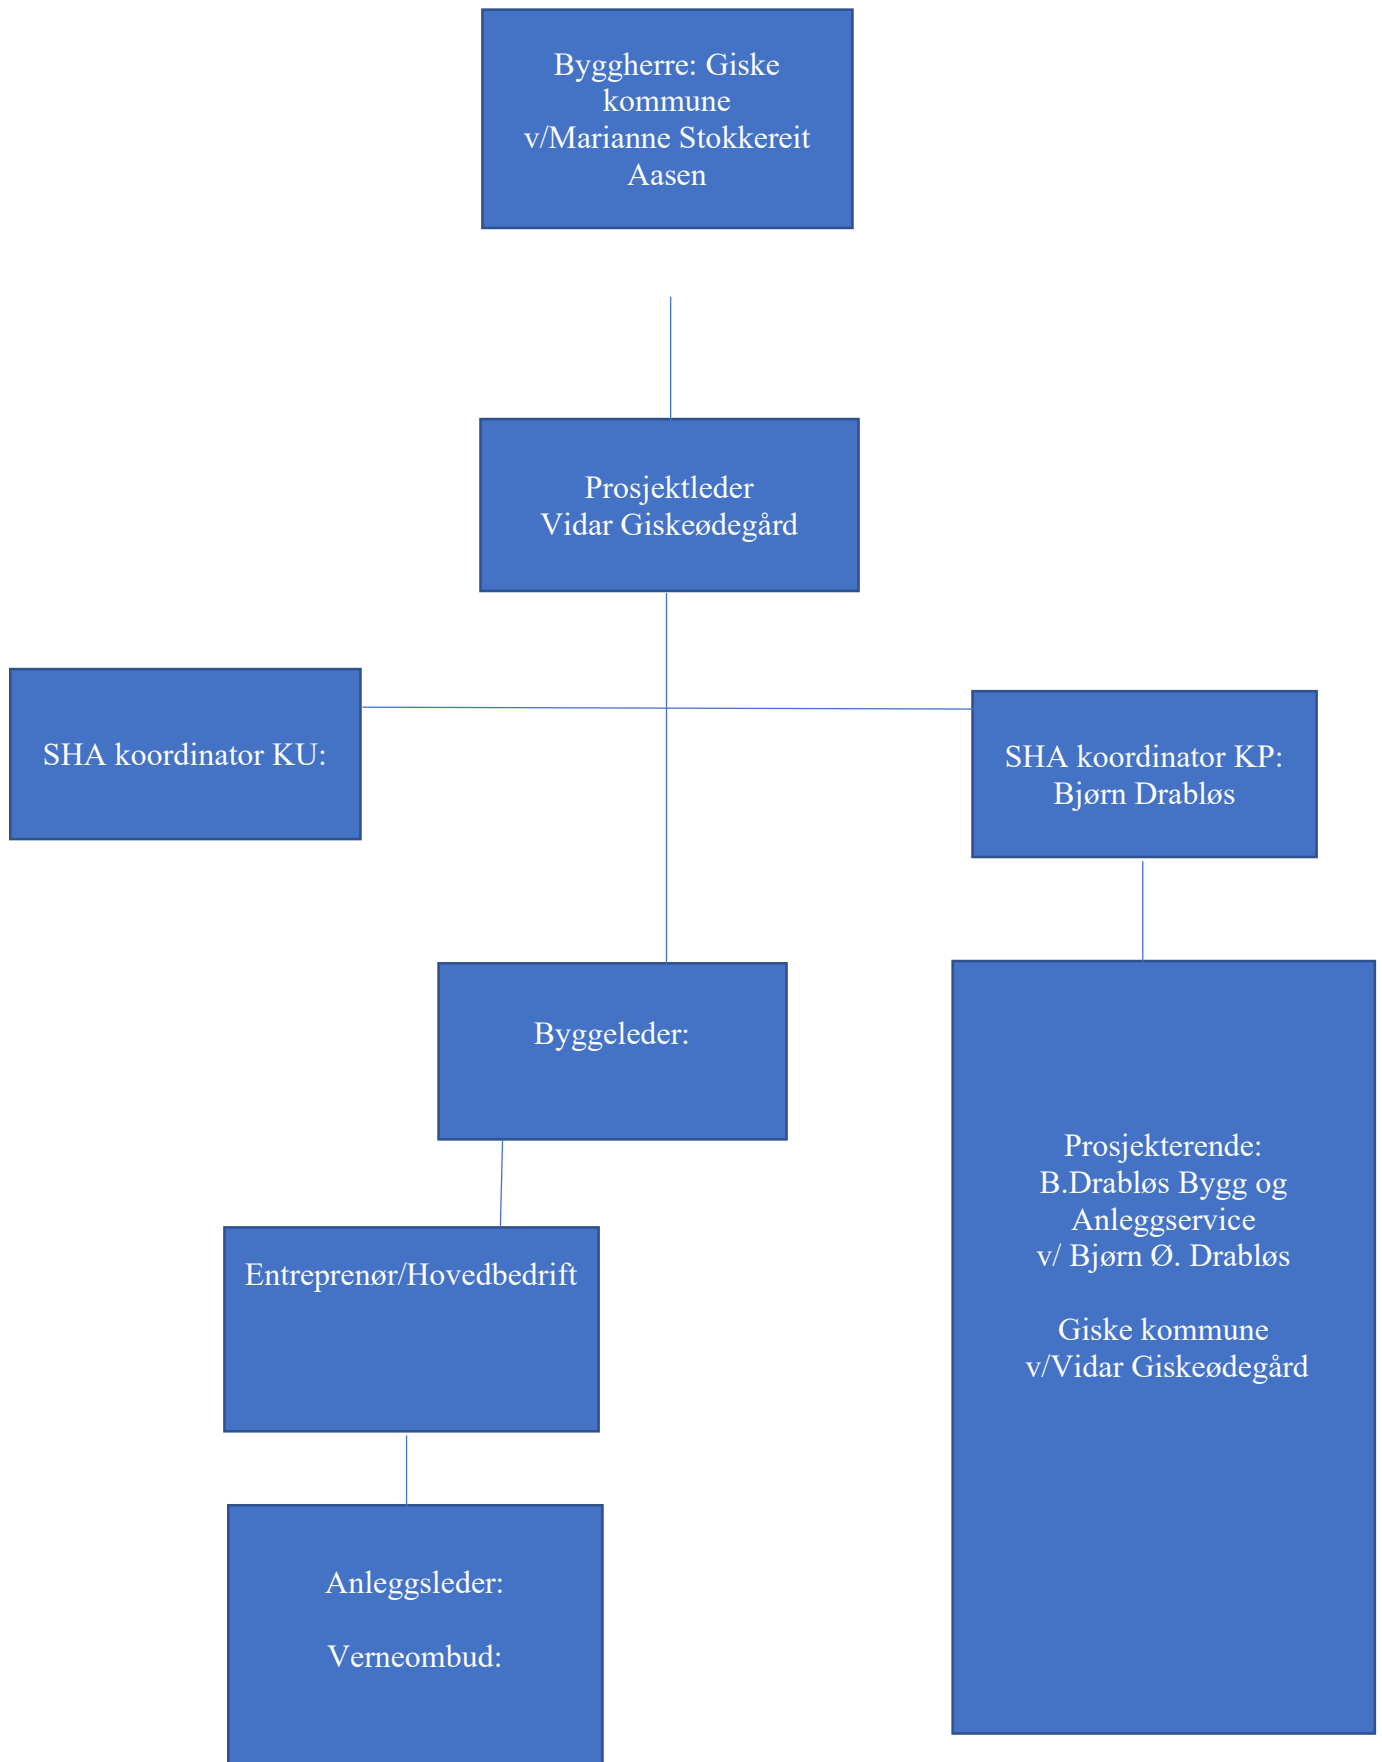 Byggherre: Giske
kommune
v/Marianne Stokkereit
Aasen
Prosjektleder
Vidar Giskeødegård
SHA koordinator KU:
SHA koordinator KP:
Bjørn Drabløs
Byggeleder:
Prosjekterende:
B.Drabløs Bygg og
Anleggservice
v/ Bjørn Ø. Drabløs
Giske kommune
v/Vidar Giskeødegård
Entreprenør/Hovedbedrift
Anleggsleder:
Verneombud: